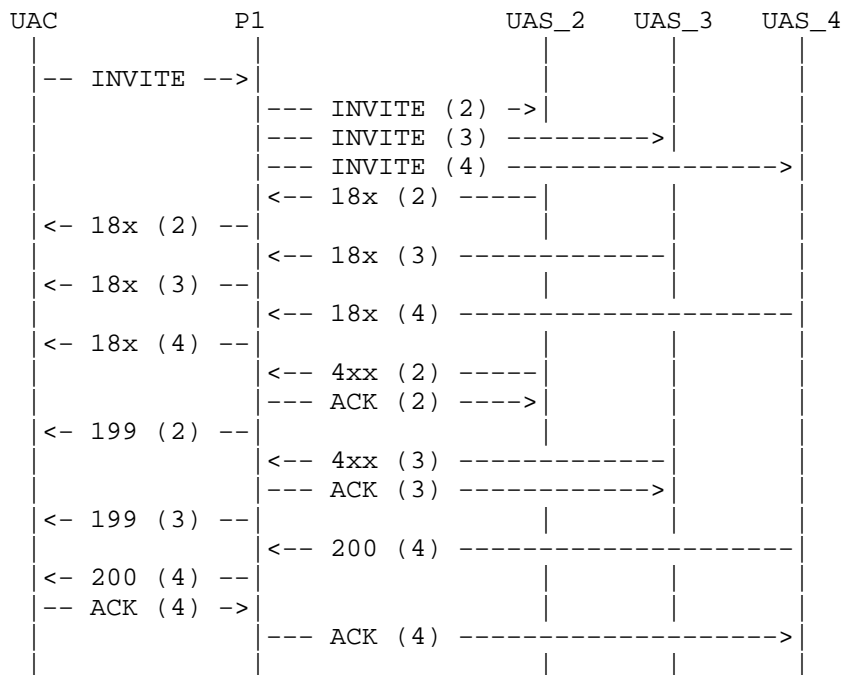 UAC P1 UAS_2 UAS_3 UAS_4
-- INVITE -->
--- INVITE (2) ->
--- INVITE (3) --------->
--- INVITE (4) ----------------->
<-- 18x (2) -----
<- 18x (2) --
<-- 18x (3) -------------
<- 18x (3) --
<-- 18x (4) ---------------------
<- 18x (4) --
<-- 4xx (2) -----
--- ACK (2) ---->
<- 199 (2) --
<-- 4xx (3) -------------
--- ACK (3) ------------>
<- 199 (3) --
<-- 200 (4) ---------------------
<- 200 (4) --
-- ACK (4) ->
--- ACK (4) -------------------->